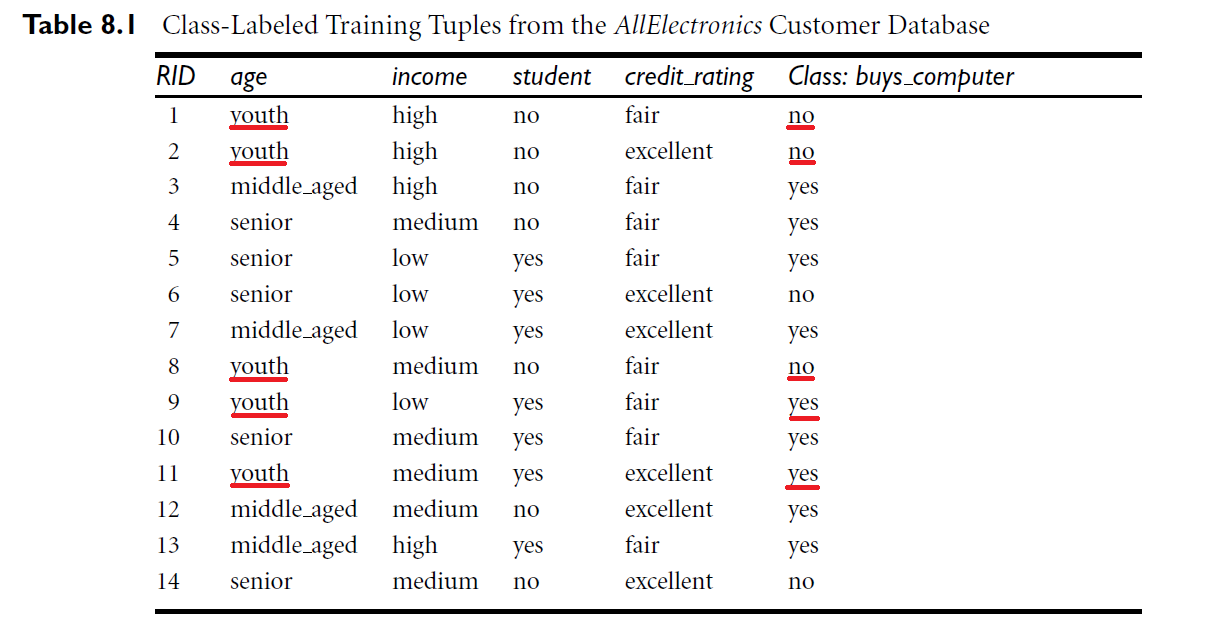 Table 8.1 Class-Labeled Training Tuples from the AllElectronics Customer Database
RID age income student credit_rating Class: buys_computer
1 youth high no fair no
2 youth high no excellent no
3 middle_aged high no fair yes
4 senior medium no fair yes
5 senior low yes fair yes
6 senior low yes excellent no
7 middle_aged low yes excellent yes
8 youth medium no fair no
9 youth low yes fair yes
10 senior medium yes fair yes
11 youth medium yes excellent yes
12 middle_aged medium no excellent yes
13 middle_aged high yes fair yes
14 senior medium no excellent no